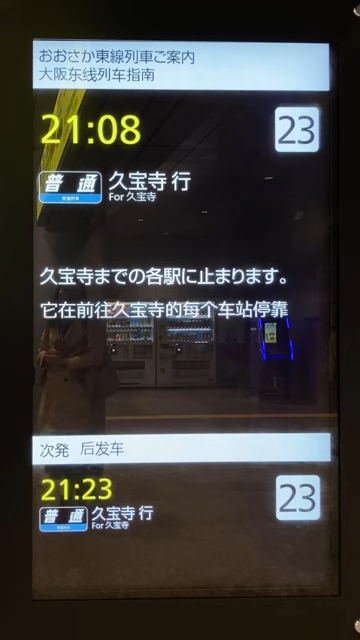 おおさか東線列車ご案内
大阪东线列车指南
21:08
23
普通
普通列车
久宝寺 行
For 久宝寺
久宝寺までの各駅に止まります。
它在前往久宝寺的每个车站停靠
次発 后发车
21:23
23
普通
久宝寺 行
For 久宝寺